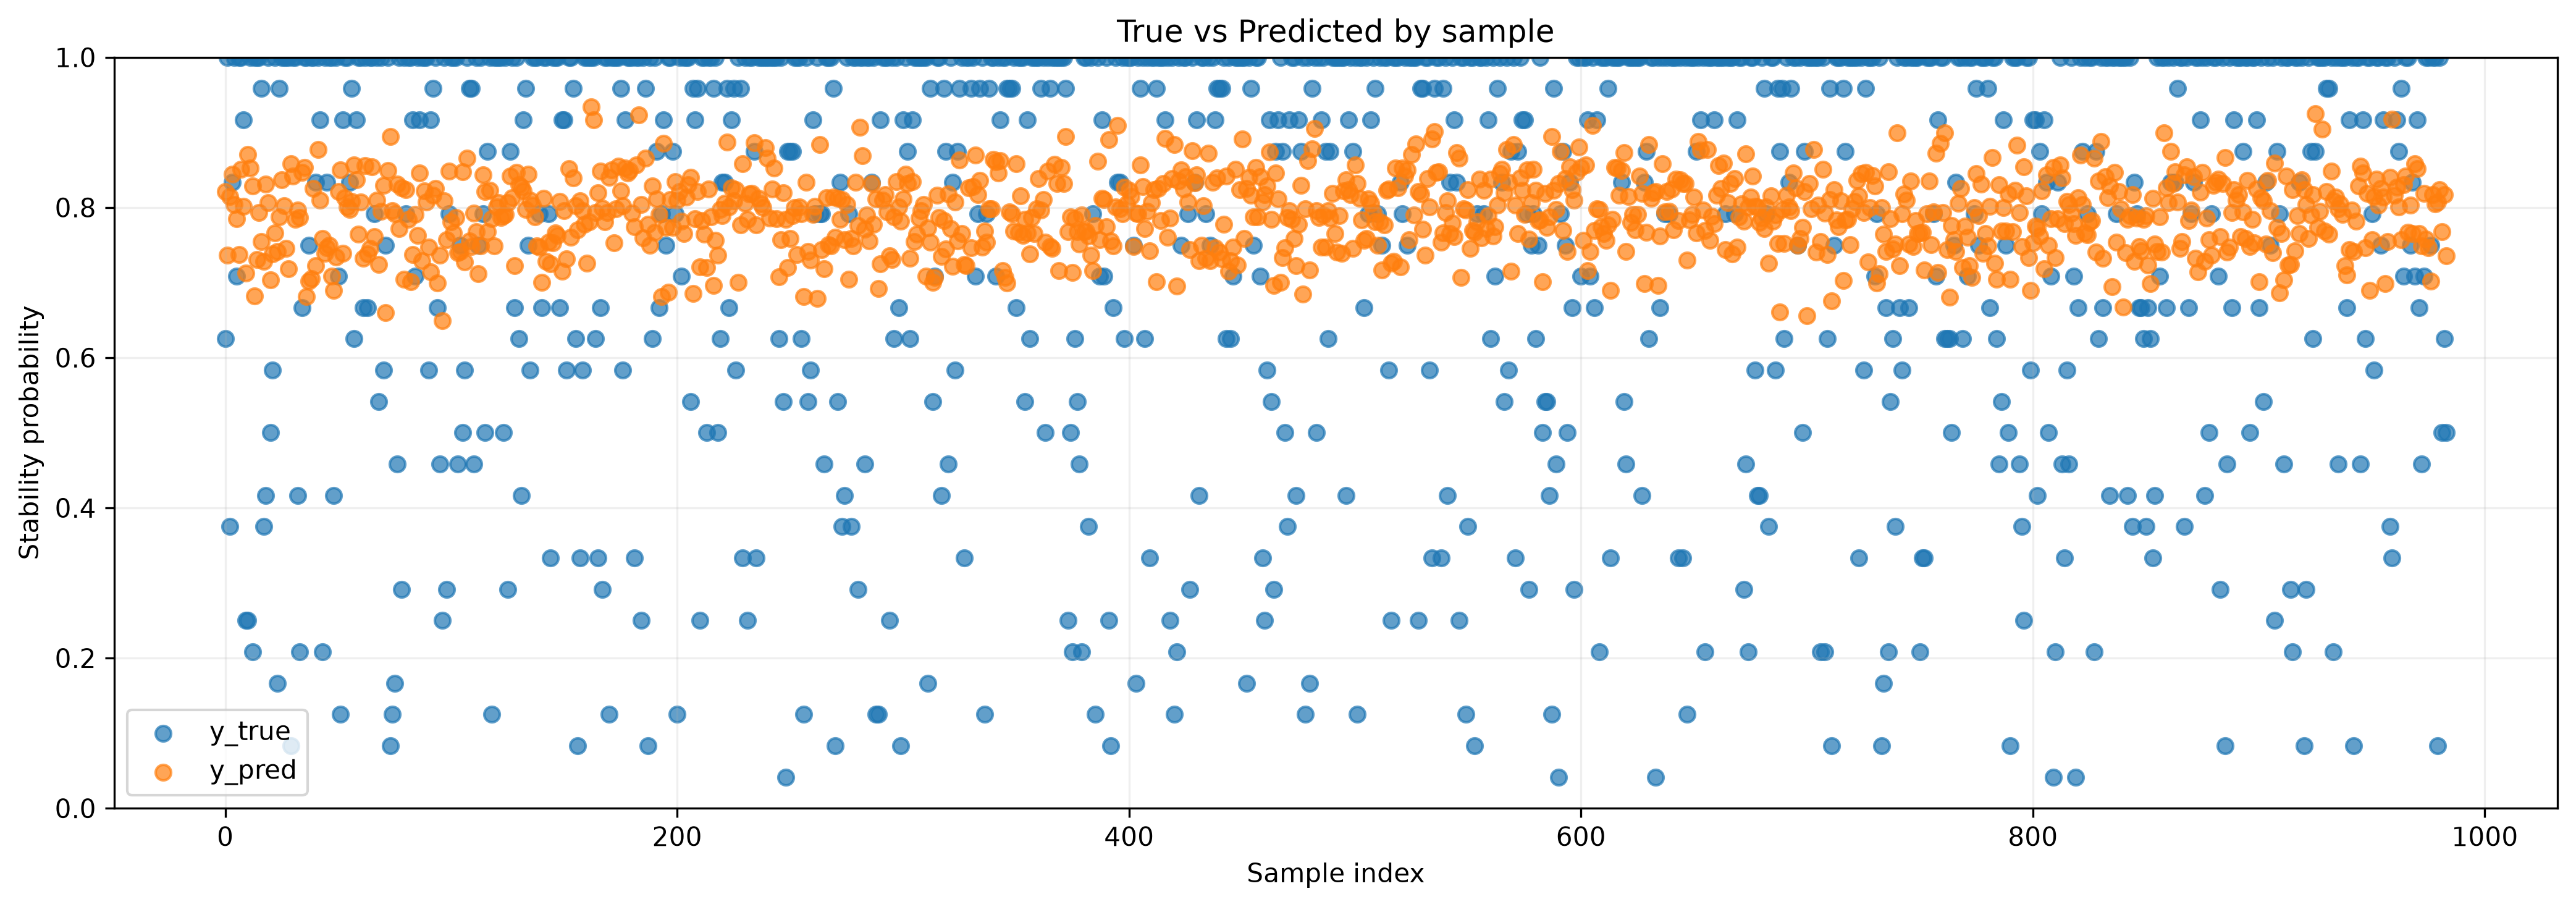 True vs Predicted by sample
Stability probability
1.0
0.8
0.6
0.4
0.2
0.0
y_true
y_pred
0 200 400 600 800 1000
Sample index